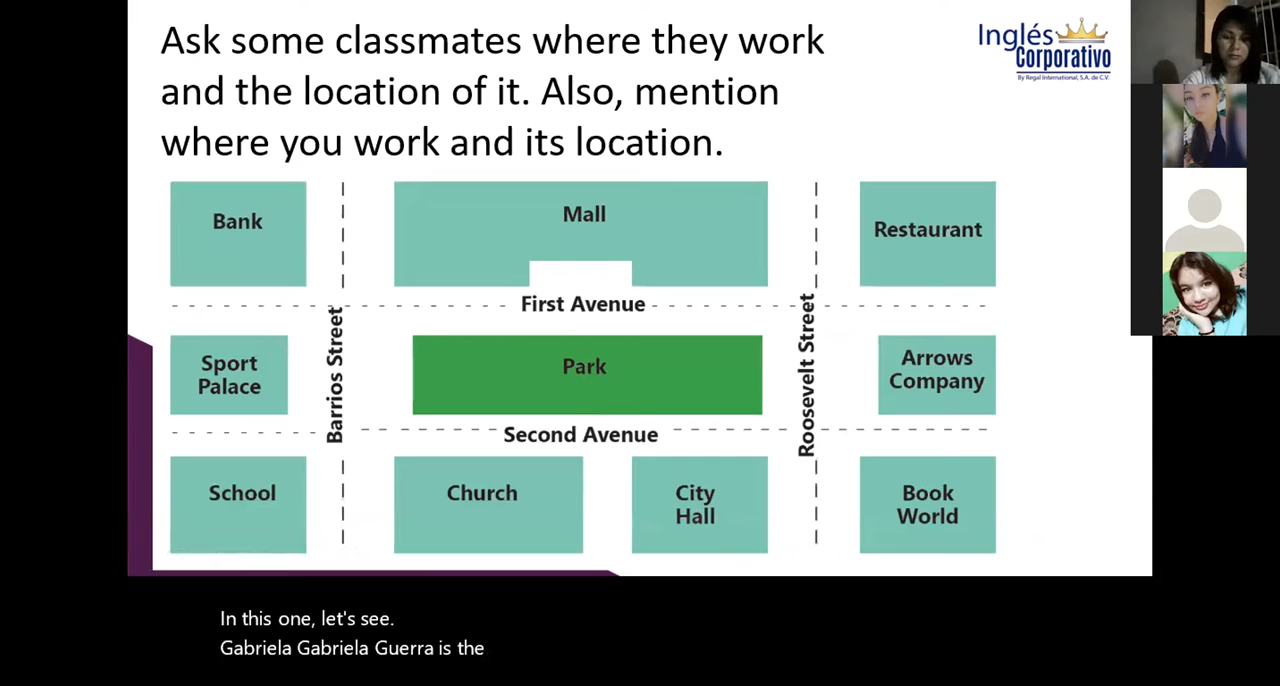 Ask some classmates where they work
and the location of it. Also, mention
where you work and its location.
Inglés
Corporativo
By Regal International, S.A. de C.V.
Bank
Mall
Restaurant
First Avenue
Barrios Street
Roosevelt Street
Sport
Palace
Park
Arrows
Company
Second Avenue
School
Church
City
Hall
Book
World
In this one, let's see.
Gabriela Gabriela Guerra is the